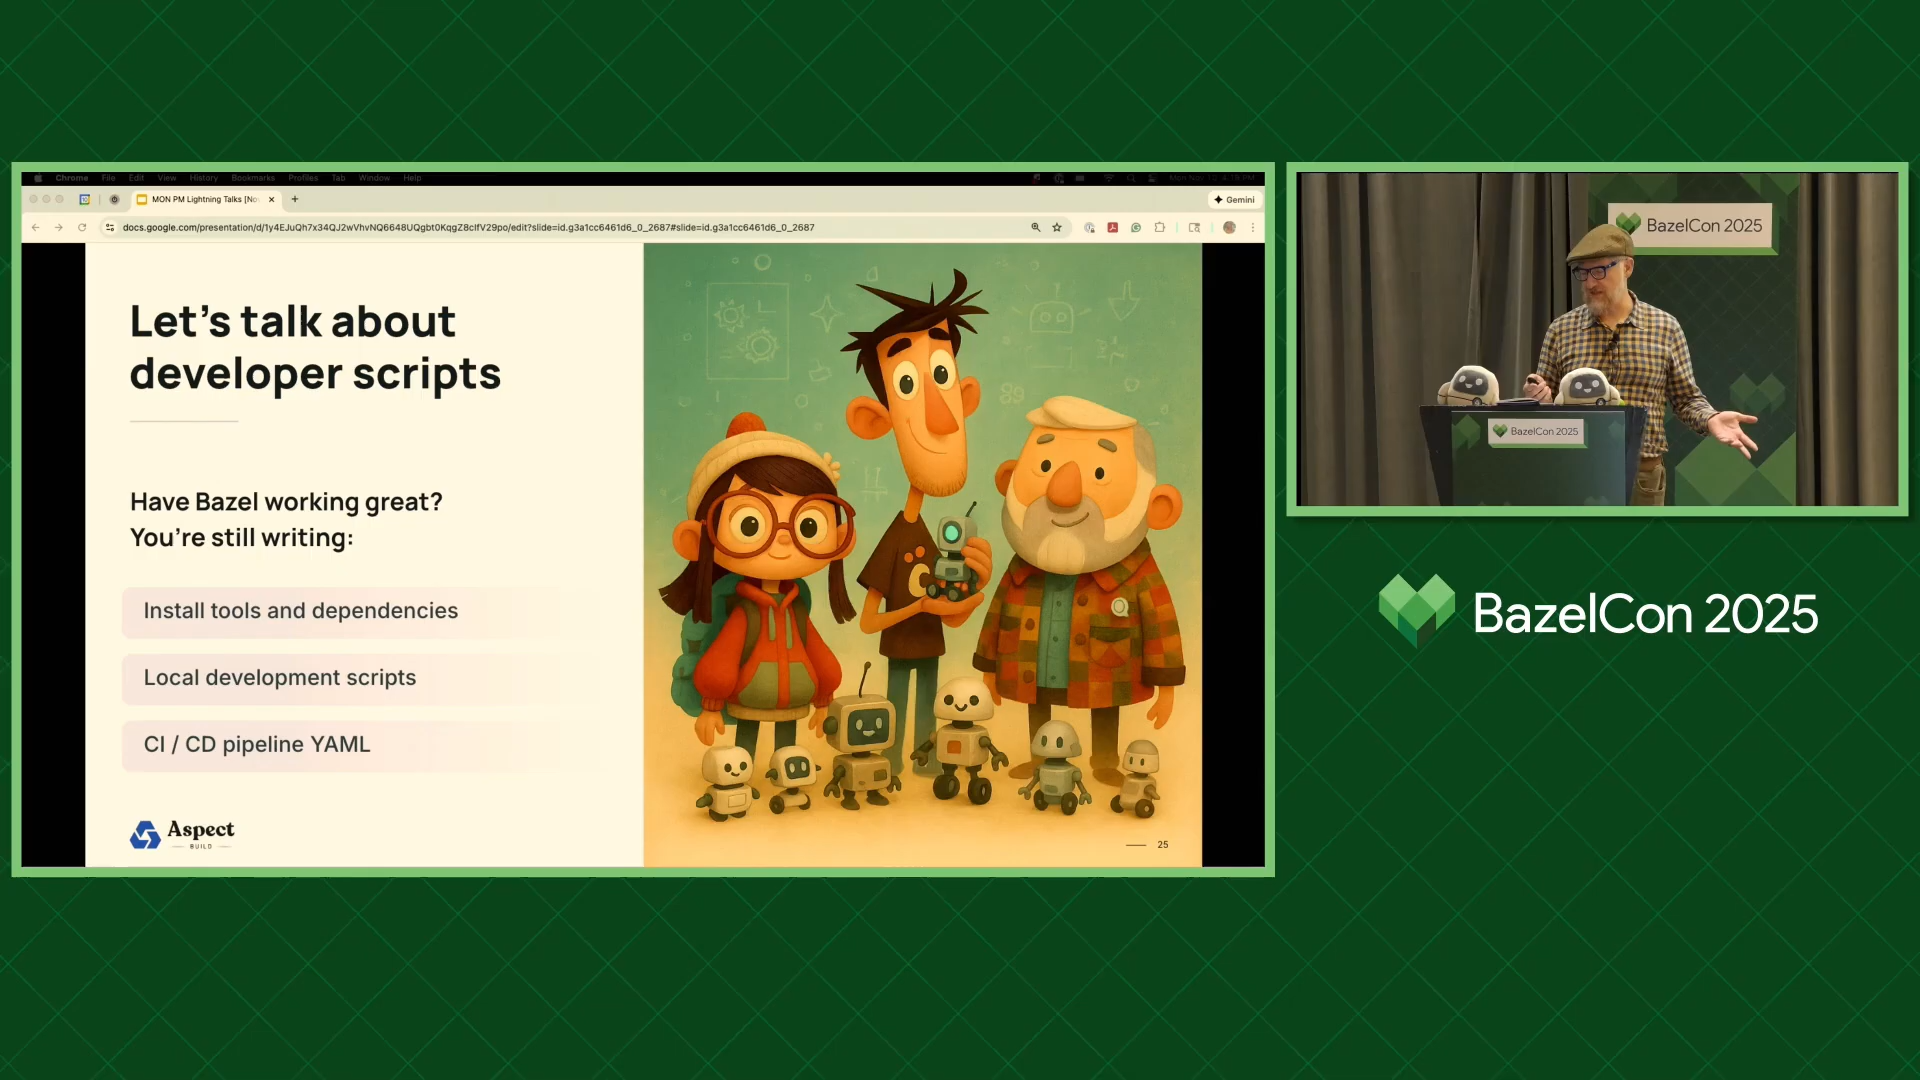 Chrome File Edit View History Bookmarks Profiles Tab Window Help
MON PM Lightning Talks [No
Gemini
docs.google.com/presentation/d/1y4EJuQh7x34QJ2wVhvNQ6648UQgbt0KqgZ8clfV29po/edit?slide=id.g3a1cc6461d6_0_2687#slide=id.g3a1cc6461d6_0_2687
Let's talk about
developer scripts
Have Bazel working great?
You're still writing:
Install tools and dependencies
Local development scripts
CI / CD pipeline YAML
Aspect
BUILD
25
BazelCon 2025
BazelCon 2025
BazelCon 2025